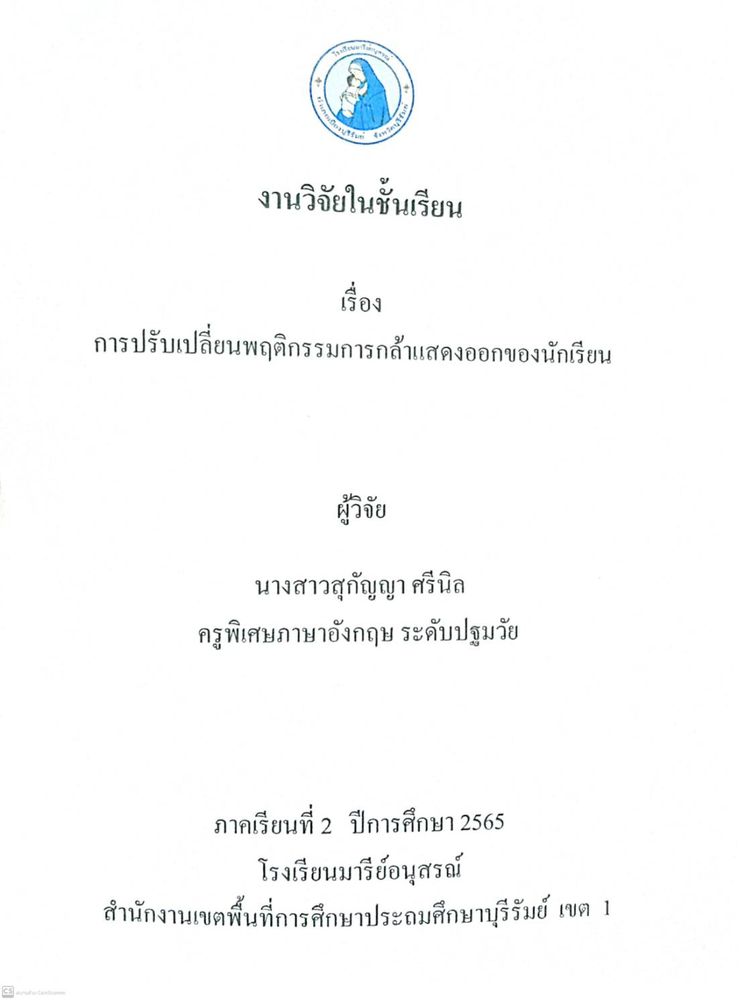 โรงเรียนมารีย์อนุสรณ์
อำเภอเมืองบุรีรัมย์ จังหวัดบุรีรัมย์
งานวิจัยในชั้นเรียน
เรื่อง
การปรับเปลี่ยนพฤติกรรมการกล้าแสดงออกของนักเรียน
ผู้วิจัย
นางสาวสุกัญญา ศรีนิล
ครูพิเศษภาษาอังกฤษ ระดับปฐมวัย
ภาคเรียนที่ 2 ปีการศึกษา 2565
โรงเรียนมารีย์อนุสรณ์
สำนักงานเขตพื้นที่การศึกษาประถมศึกษาบุรีรัมย์ เขต 1
CS สแกนด้วย CamScanner